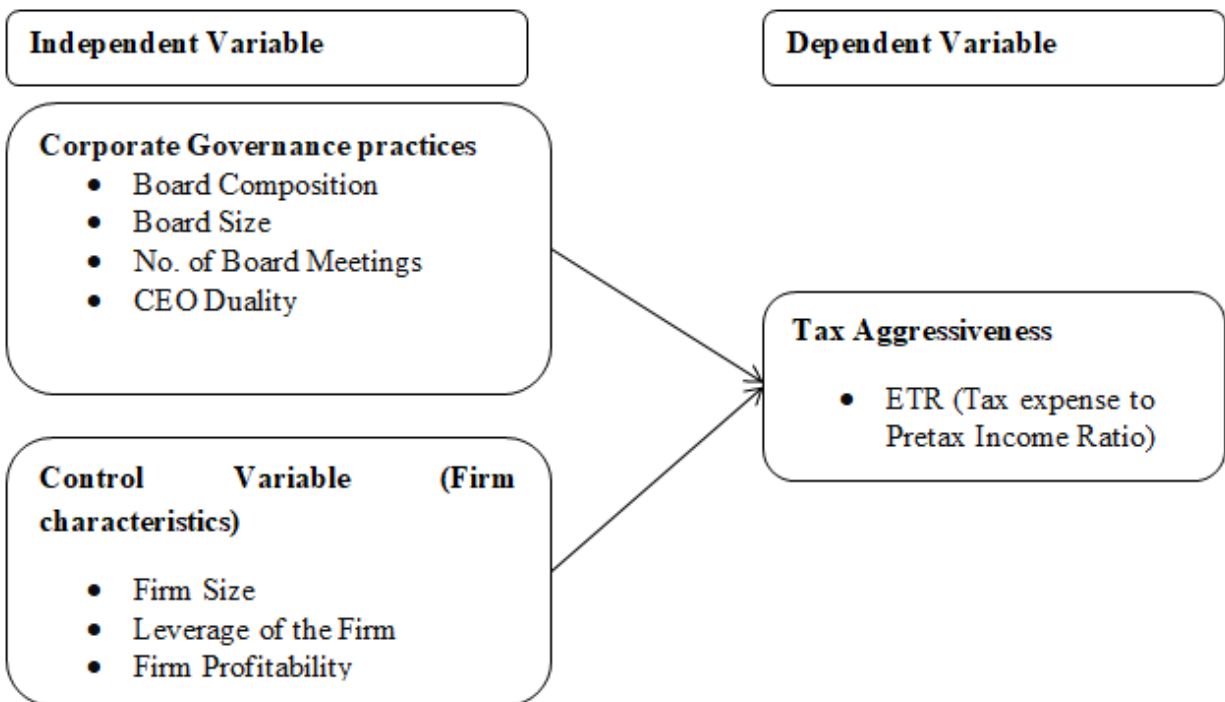 Independent Variable
Dependent Variable
Corporate Governance practices
• Board Composition
• Board Size
• No. of Board Meetings
• CEO Duality
Tax Aggressiveness
• ETR (Tax expense to
Pretax Income Ratio)
Control Variable (Firm
characteristics)
• Firm Size
• Leverage of the Firm
• Firm Profitability